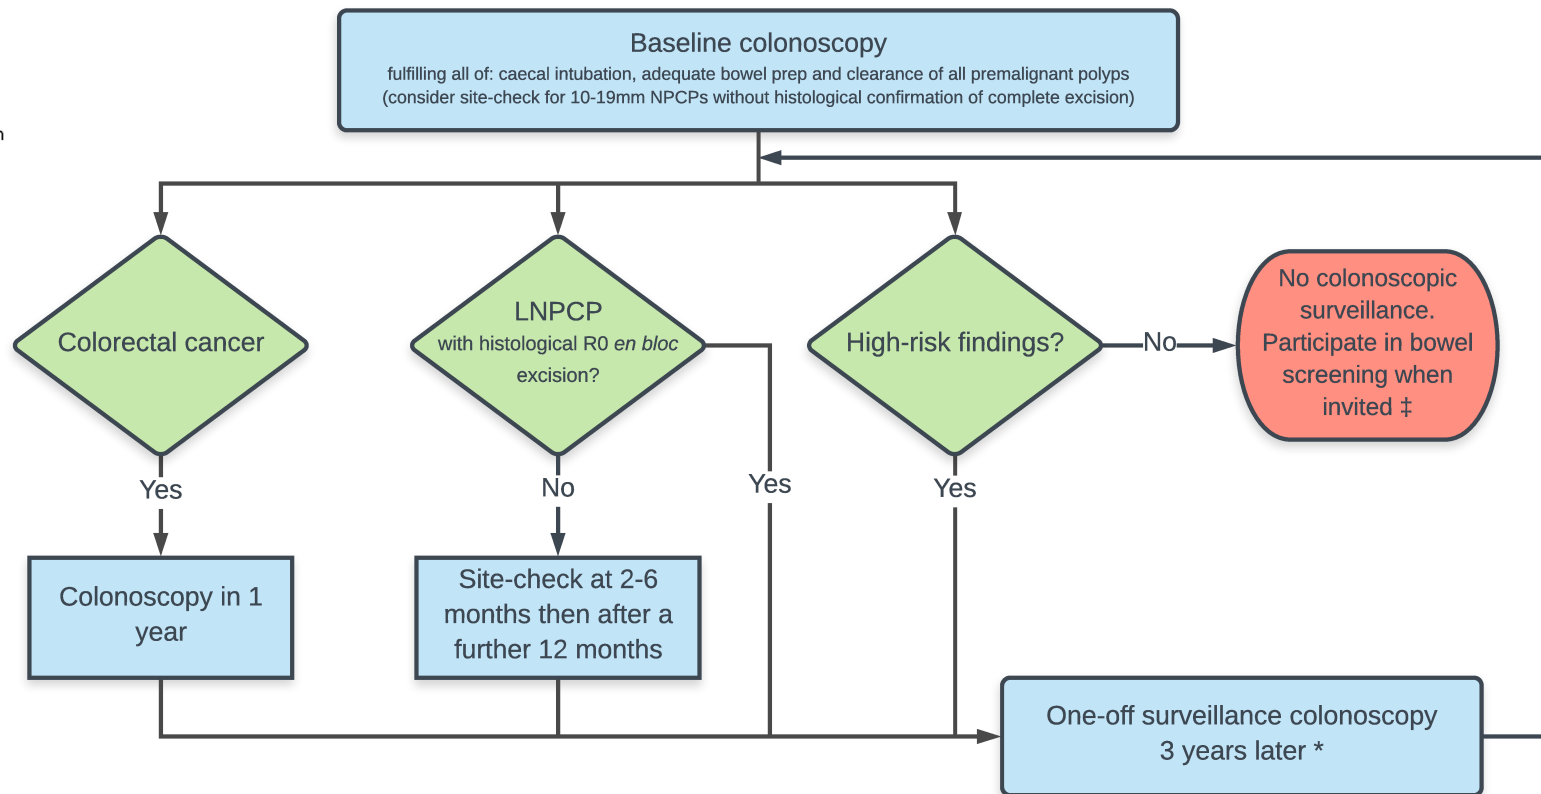 Baseline colonoscopy
fulfilling all of: caecal intubation, adequate bowel prep and clearance of all premalignant polyps
(consider site-check for 10-19mm NPCPs without histological confirmation of complete excision)
n
Colorectal cancer
LNPCP
with histological R0 en bloc
excision?
High-risk findings?
No
No colonoscopic
surveillance.
Participate in bowel
screening when
invited ‡
Yes
No
Yes
Yes
Colonoscopy in 1
year
Site-check at 2-6
months then after a
further 12 months
One-off surveillance colonoscopy
3 years later *